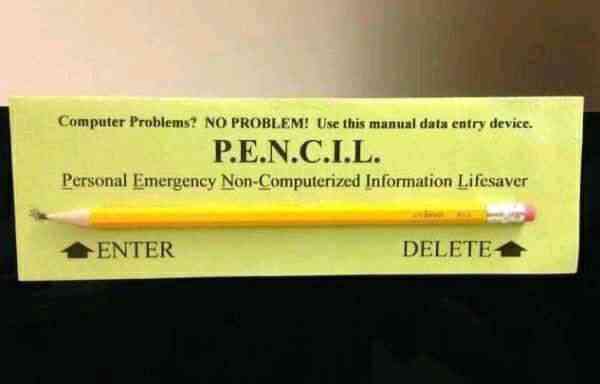 Computer Problems? NO PROBLEM! Use this manual data entry device.
P.E.N.C.I.L.
Personal Emergency Non-Computerized Information Lifesaver
ENTER DELETE